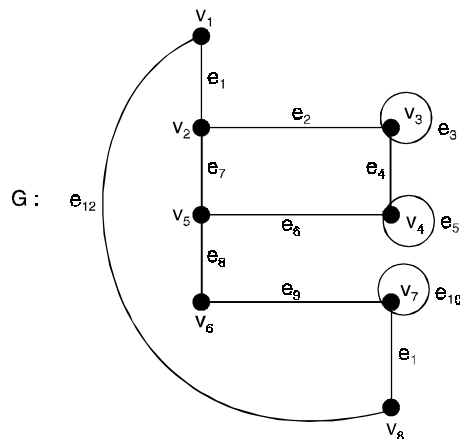 v₁
e₁
e₂
v₃
v₂
e₃
e₇
e₄
G : e₁₂
v₅
v₄
e₆
e₅
e₈
e₉
v₇
e₁₀
v₆
e₁
v₈